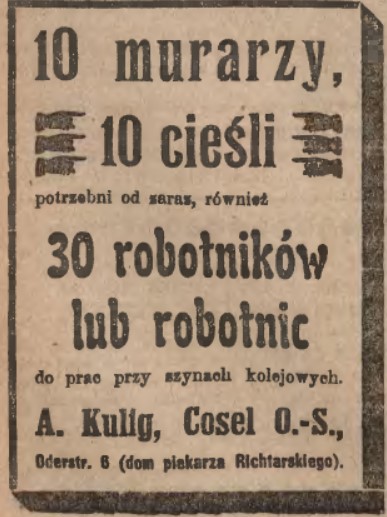 10 murarzy,
10 cieśli
potrzebni od zaraz, również
30 robotników
lub robotnic
do prac przy szynach kolejowych.
A. Kulig, Cosel O.-S.,
Oderstr. 6 (dom piekarza Richtarskiego).